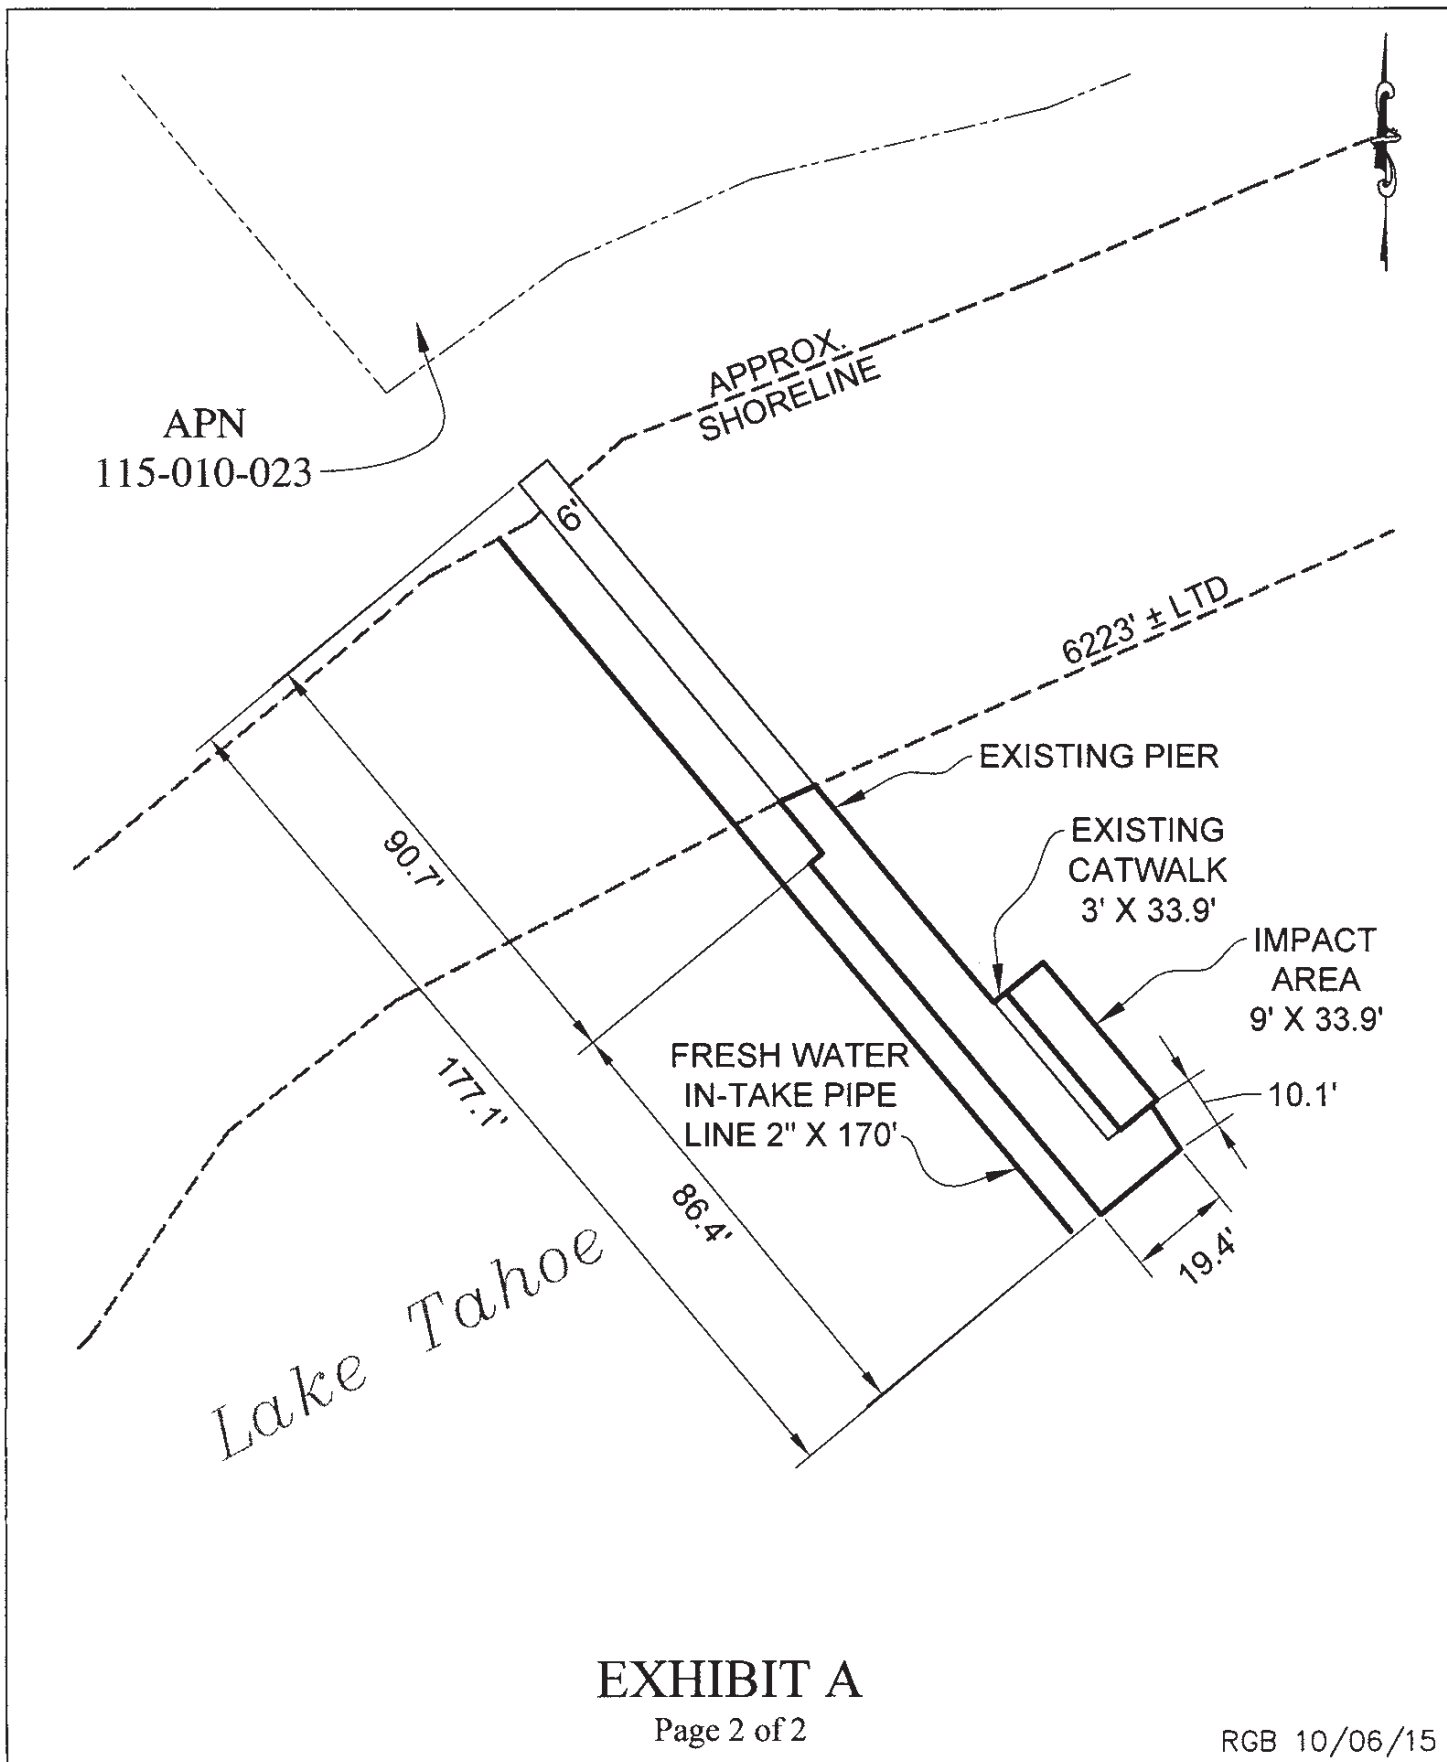 APPROX.
SHORELINE
APN
115-010-023
6'
6223' ± LTD
EXISTING PIER
EXISTING
CATWALK
3' X 33.9'
90.7'
IMPACT
AREA
9' X 33.9'
FRESH WATER
IN-TAKE PIPE
LINE 2" X 170'
177.1'
10.1'
86.4'
19.4'
Lake Tahoe
EXHIBIT A
Page 2 of 2
RGB 10/06/15